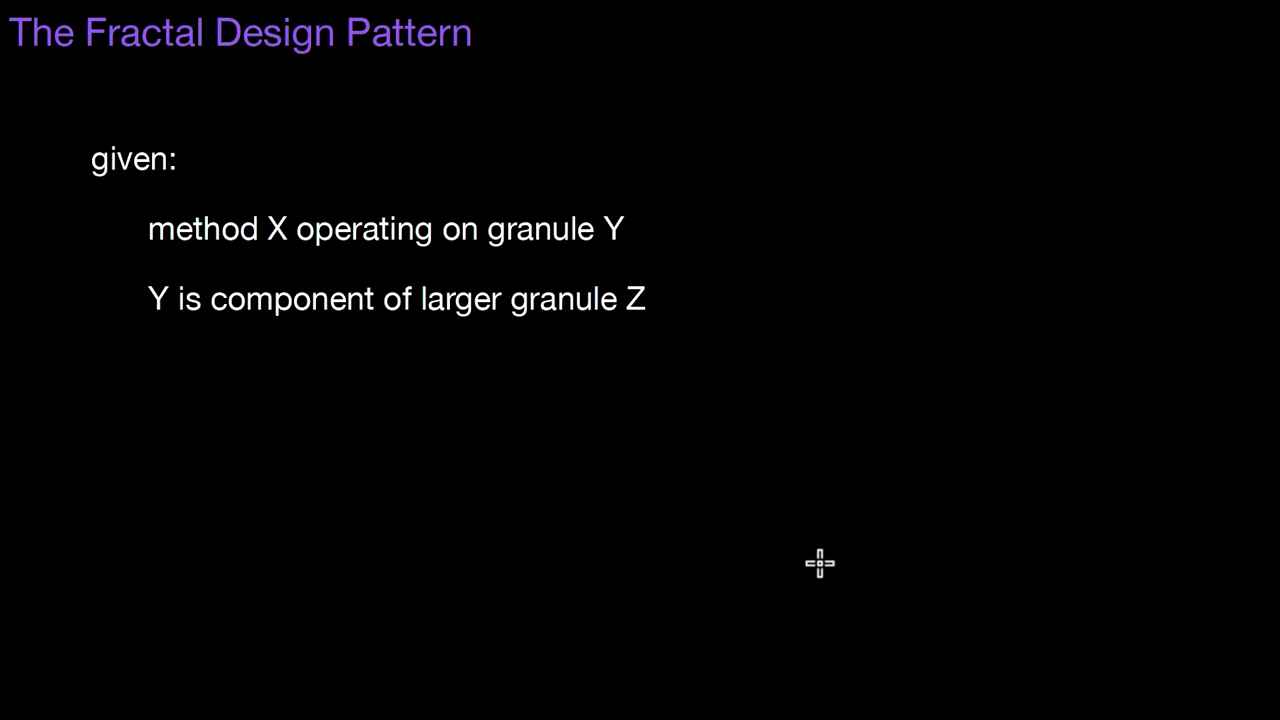 The Fractal Design Pattern
given:
method X operating on granule Y
Y is component of larger granule Z